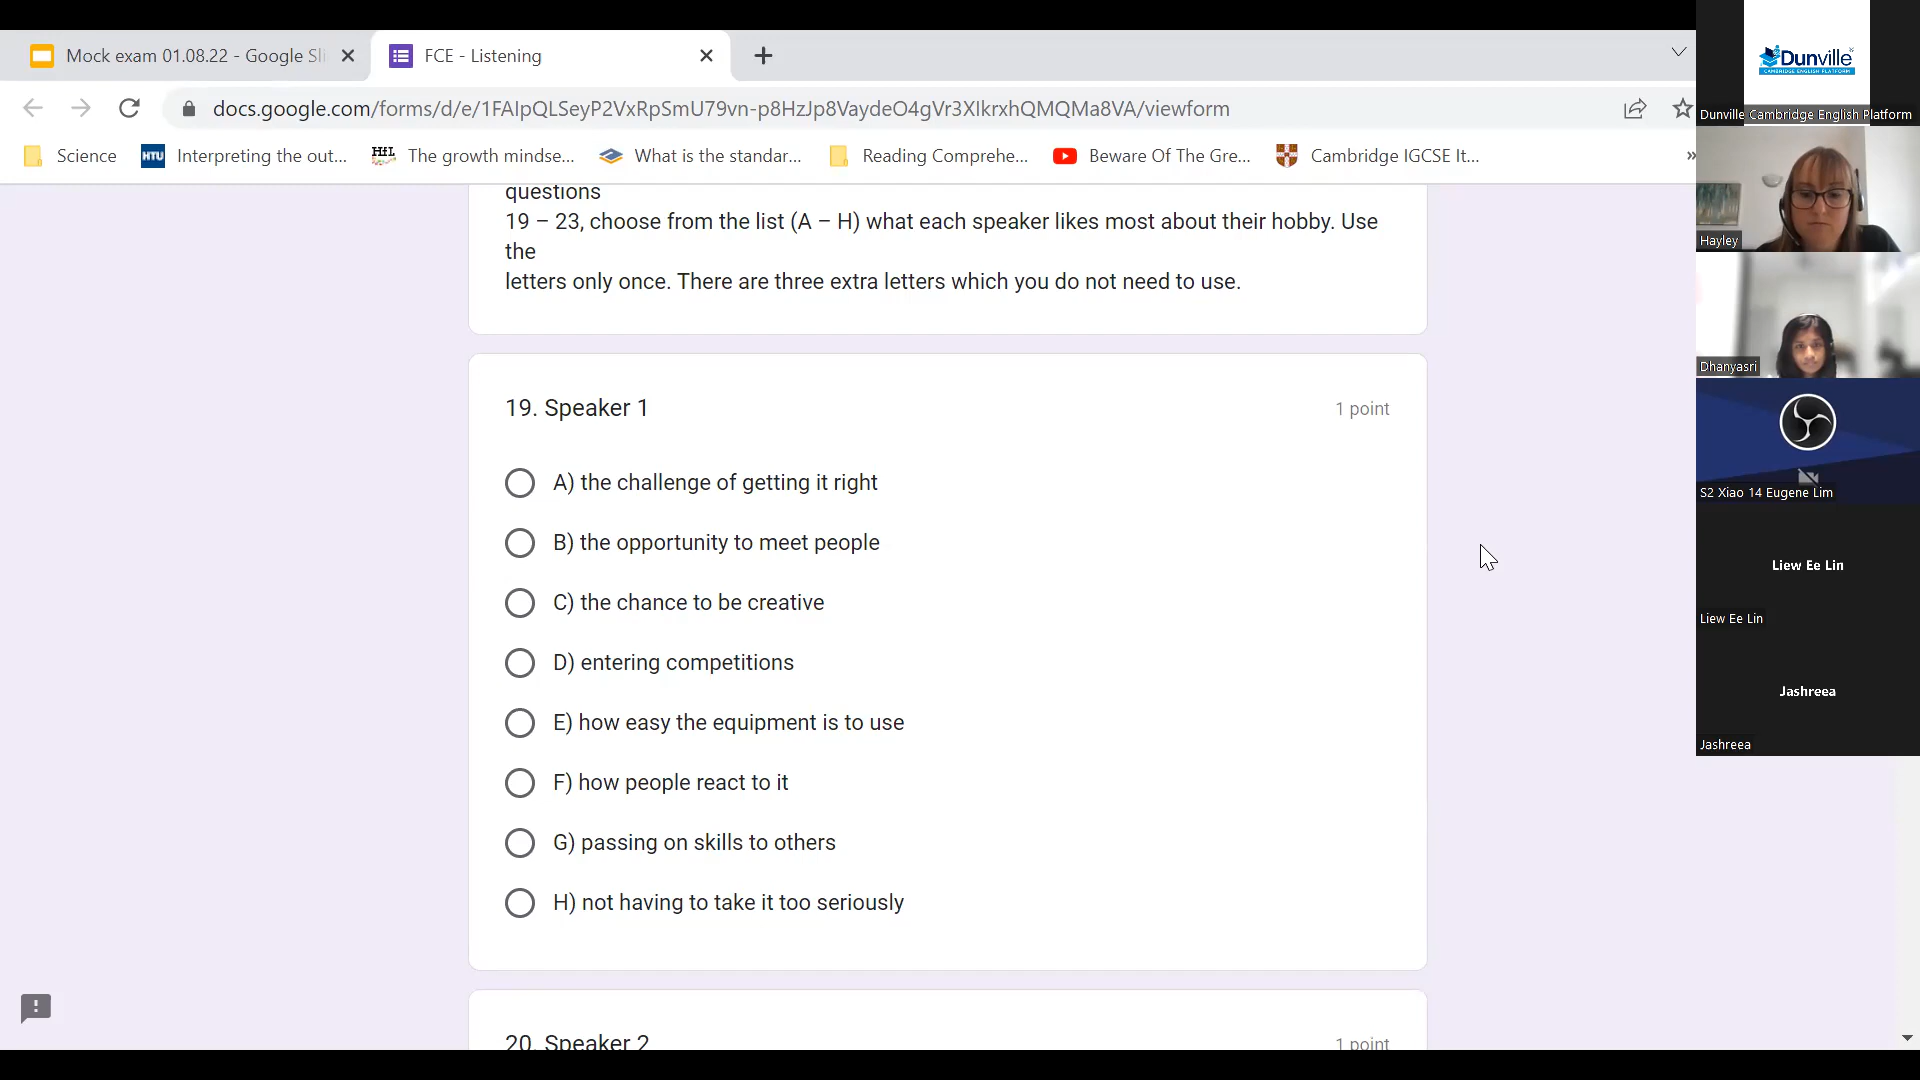 Mock exam 01.08.22 - Google Sli
FCE - Listening
docs.google.com/forms/d/e/1FAIpQLSeyP2VxRpSmU79vn-p8HzJp8VaydeO4gVr3XIkrxhQMQMa8VA/viewform
Science
HTU
Interpreting the out...
The growth mindse...
What is the standar...
Reading Comprehe...
Beware Of The Gre...
Cambridge IGCSE It...
»
questions
19 – 23, choose from the list (A – H) what each speaker likes most about their hobby. Use
the
letters only once. There are three extra letters which you do not need to use.
19. Speaker 1
1 point
A) the challenge of getting it right
B) the opportunity to meet people
C) the chance to be creative
D) entering competitions
E) how easy the equipment is to use
F) how people react to it
G) passing on skills to others
H) not having to take it too seriously
20. Speaker 2
1 point
Dunville
CAMBRIDGE ENGLISH PLATFORM
Dunville Cambridge English Platform
Hayley
Dhanyasri
S2 Xiao 14 Eugene Lim
Liew Ee Lin
Liew Ee Lin
Jashreea
Jashreea